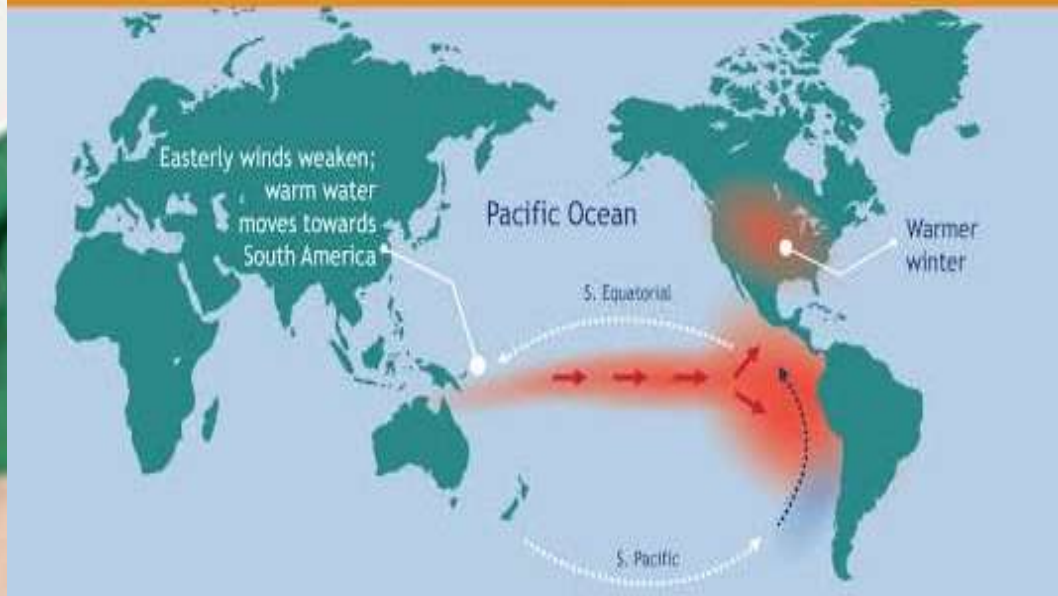 Easterly winds weaken;
warm water
moves towards
South America
Pacific Ocean
Warmer
winter
S. Equatorial
S. Pacific